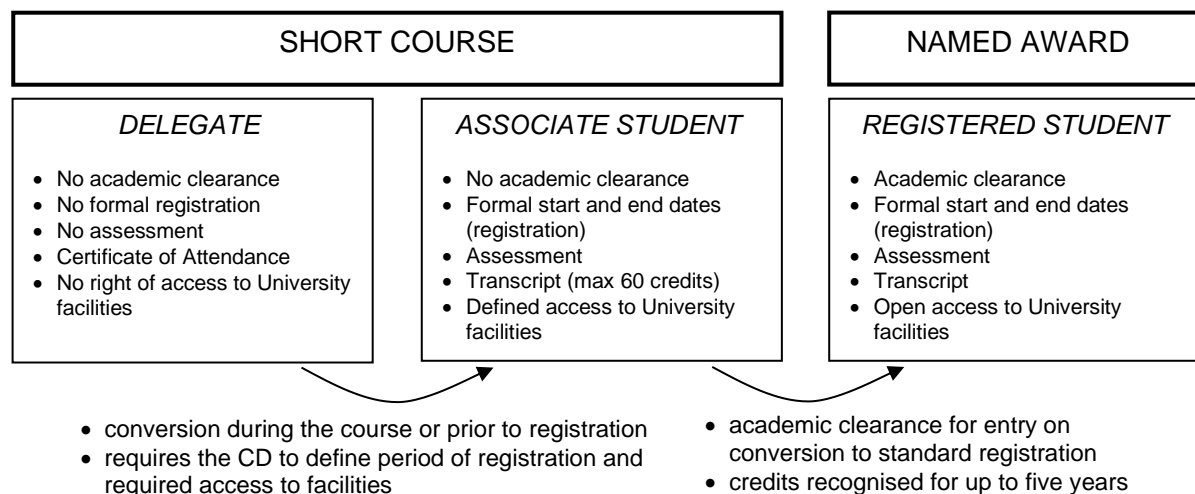 SHORT COURSE
NAMED AWARD
DELEGATE
• No academic clearance
• No formal registration
• No assessment
• Certificate of Attendance
• No right of access to University
facilities
ASSOCIATE STUDENT
• No academic clearance
• Formal start and end dates
(registration)
• Assessment
• Transcript (max 60 credits)
• Defined access to University
facilities
REGISTERED STUDENT
• Academic clearance
• Formal start and end dates
(registration)
• Assessment
• Transcript
• Open access to University
facilities
• conversion during the course or prior to registration
• requires the CD to define period of registration and
required access to facilities
• academic clearance for entry on
conversion to standard registration
• credits recognised for up to five years